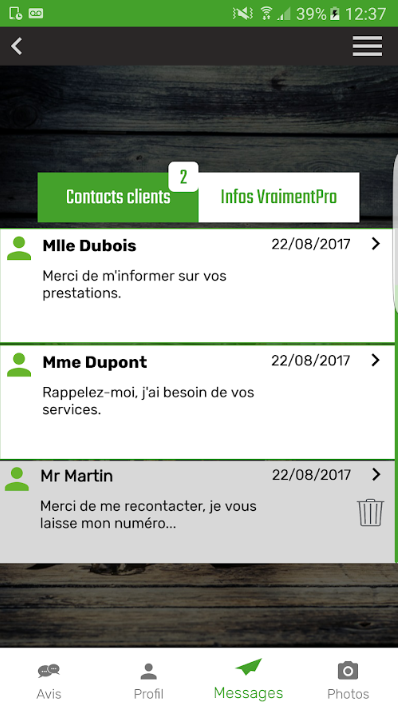 39% 12:37
2
Contacts clients Infos VraimentPro
Mlle Dubois 22/08/2017
Merci de m'informer sur vos
prestations.
Mme Dupont 22/08/2017
Rappelez-moi, j'ai besoin de vos
services.
Mr Martin 22/08/2017
Merci de me recontacter, je vous
laisse mon numéro...
Avis Profil Messages Photos